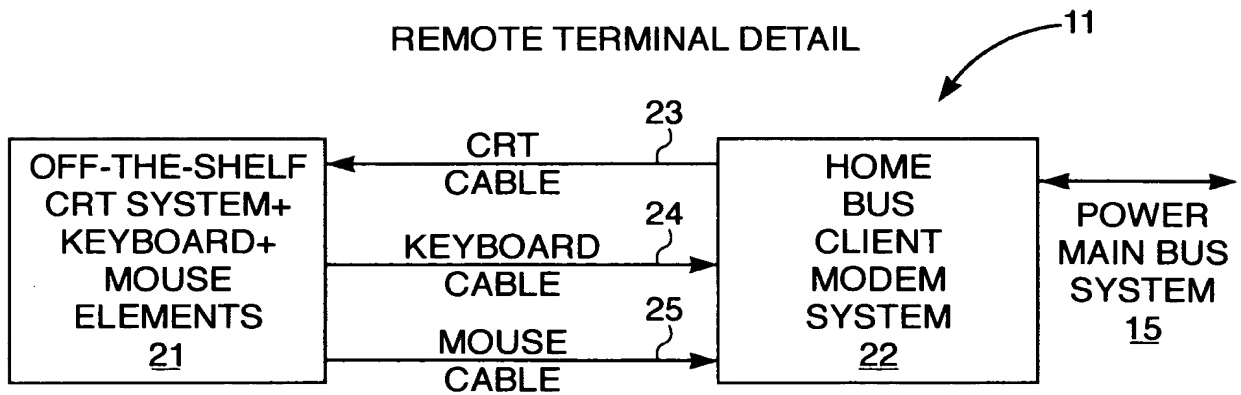 REMOTE TERMINAL DETAIL
11
OFF-THE-SHELF
CRT SYSTEM+
KEYBOARD+
MOUSE
ELEMENTS
21
CRT
CABLE
23
KEYBOARD
CABLE
24
MOUSE
CABLE
25
HOME
BUS
CLIENT
MODEM
SYSTEM
22
POWER
MAIN BUS
SYSTEM
15